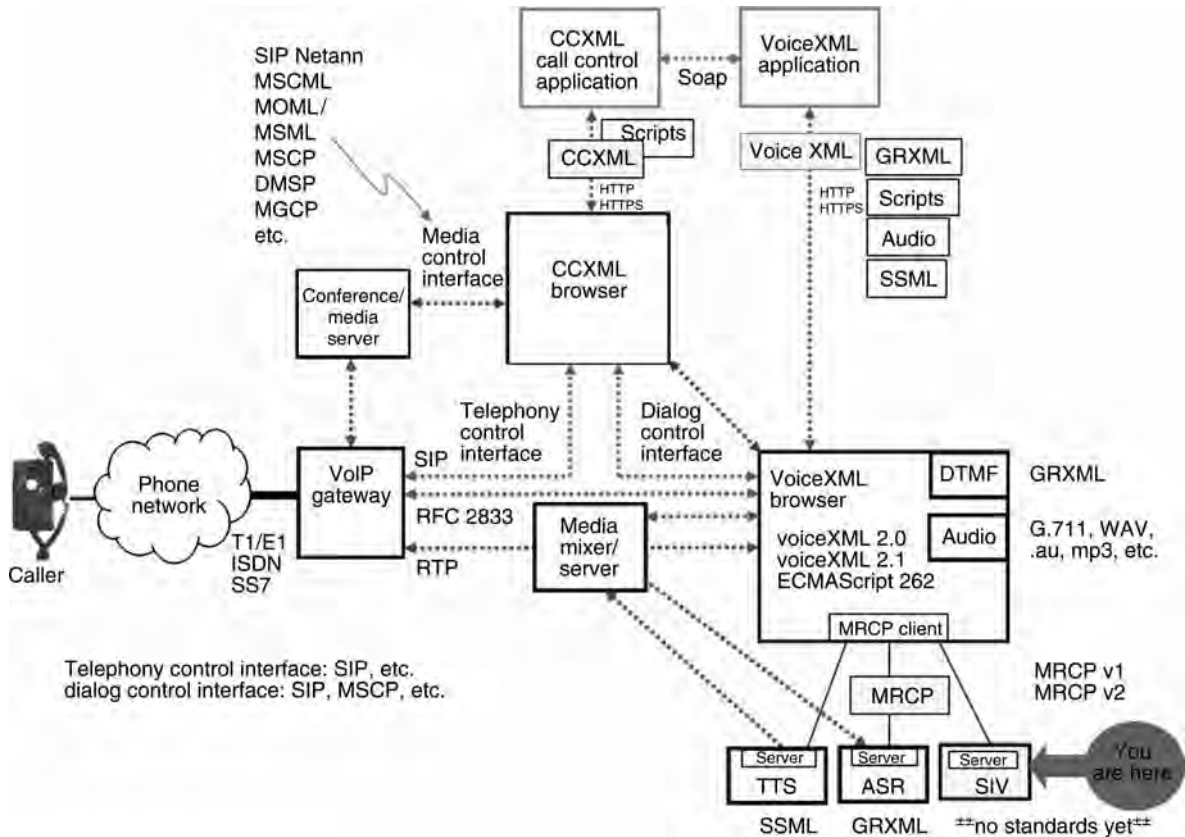 SIP Netann
MSCML
MOML/
MSML
MSCP
DMSP
MGCP
etc.
CCXML
call control
application
Soap
VoiceXML
application
Scripts
CCXML
HTTP
HTTPS
Voice XML
HTTP
HTTPS
GRXML
Scripts
Audio
SSML
Media
control
interface
CCXML
browser
Conference/
media
server
Telephony
control
interface
Dialog
control
interface
Caller
Phone
network
T1/E1
ISDN
SS7
VoIP
gateway
SIP
RFC 2833
RTP
Media
mixer/
server
VoiceXML
browser
voiceXML 2.0
voiceXML 2.1
ECMAScript 262
DTMF
GRXML
Audio
G.711, WAV,
.au, mp3, etc.
MRCP client
Telephony control interface: SIP, etc.
dialog control interface: SIP, MSCP, etc.
MRCP
MRCP v1
MRCP v2
Server
TTS
Server
ASR
Server
SIV
You
are here
SSML
GRXML
**no standards yet**